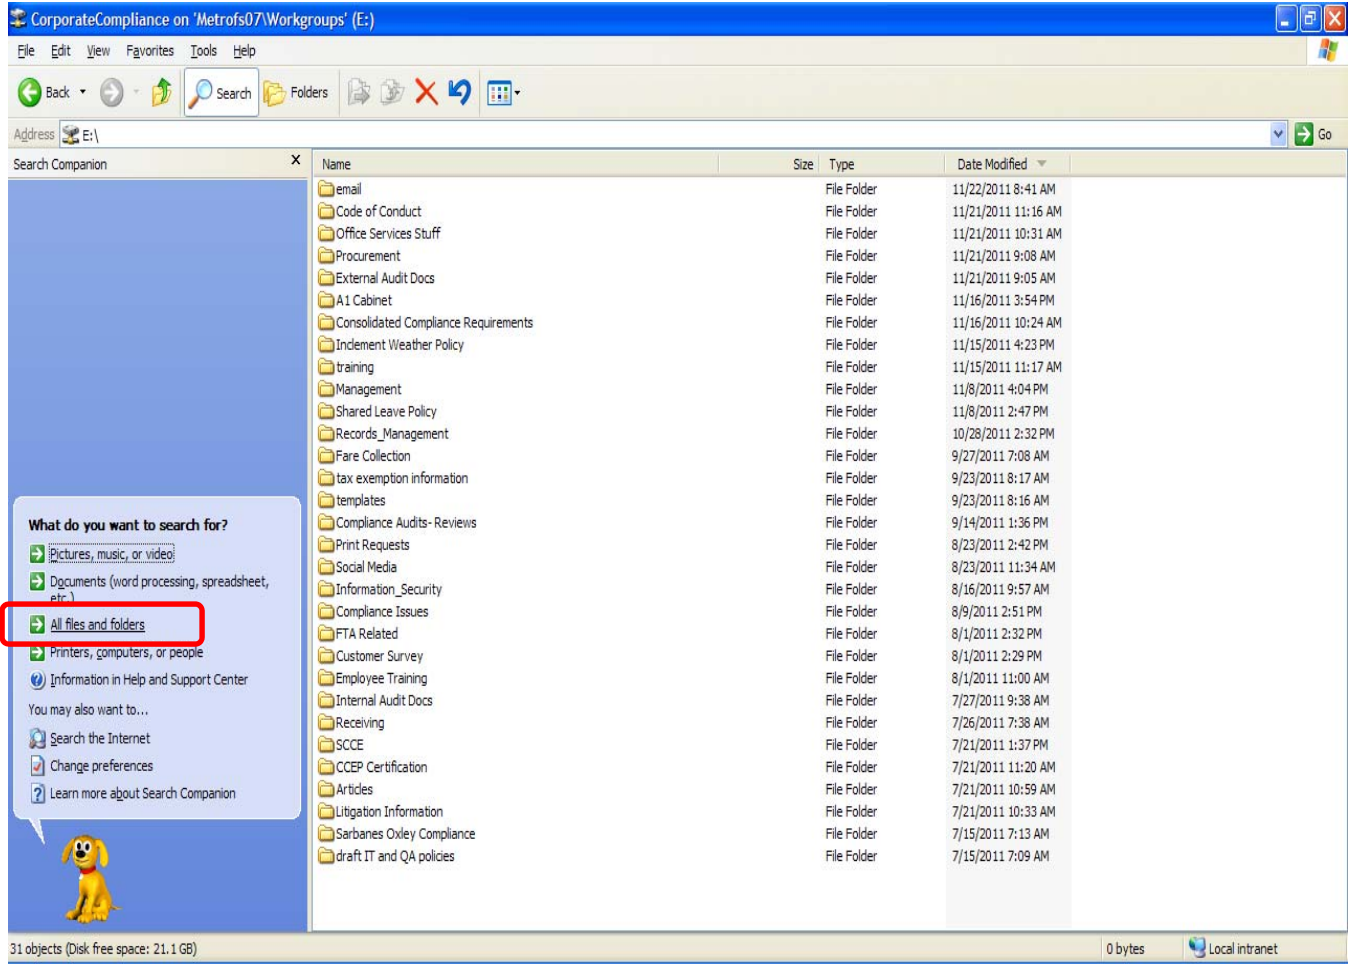 CorporateCompliance on 'Metrofs07\Workgroups' (E:)
File Edit View Favorites Tools Help
Back Search Folders
Address E:\ Go
Search Companion X Name Size Type Date Modified
email File Folder 11/22/2011 8:41 AM
Code of Conduct File Folder 11/21/2011 11:16 AM
Office Services Stuff File Folder 11/21/2011 10:31 AM
Procurement File Folder 11/21/2011 9:08 AM
External Audit Docs File Folder 11/21/2011 9:05 AM
A1 Cabinet File Folder 11/16/2011 3:54 PM
Consolidated Compliance Requirements File Folder 11/16/2011 10:24 AM
Inclement Weather Policy File Folder 11/15/2011 4:23 PM
training File Folder 11/15/2011 11:17 AM
Management File Folder 11/8/2011 4:04 PM
Shared Leave Policy File Folder 11/8/2011 2:47 PM
Records_Management File Folder 10/28/2011 2:32 PM
Fare Collection File Folder 9/27/2011 7:08 AM
tax exemption information File Folder 9/23/2011 8:17 AM
templates File Folder 9/23/2011 8:16 AM
Compliance Audits- Reviews File Folder 9/14/2011 1:36 PM
Print Requests File Folder 8/23/2011 2:42 PM
Social Media File Folder 8/23/2011 11:34 AM
Information_Security File Folder 8/16/2011 9:57 AM
Compliance Issues File Folder 8/9/2011 2:51 PM
FTA Related File Folder 8/1/2011 2:32 PM
Customer Survey File Folder 8/1/2011 2:29 PM
Employee Training File Folder 8/1/2011 11:00 AM
Internal Audit Docs File Folder 7/27/2011 9:38 AM
Receiving File Folder 7/26/2011 7:38 AM
SCCE File Folder 7/21/2011 1:37 PM
CCEP Certification File Folder 7/21/2011 11:20 AM
Articles File Folder 7/21/2011 10:59 AM
Litigation Information File Folder 7/21/2011 10:33 AM
Sarbanes Oxley Compliance File Folder 7/15/2011 7:13 AM
draft IT and QA policies File Folder 7/15/2011 7:09 AM
What do you want to search for?
Pictures, music, or video
Documents (word processing, spreadsheet,
etc.)
All files and folders
Printers, computers, or people
Information in Help and Support Center
You may also want to...
Search the Internet
Change preferences
Learn more about Search Companion
31 objects (Disk free space: 21.1 GB) 0 bytes Local intranet